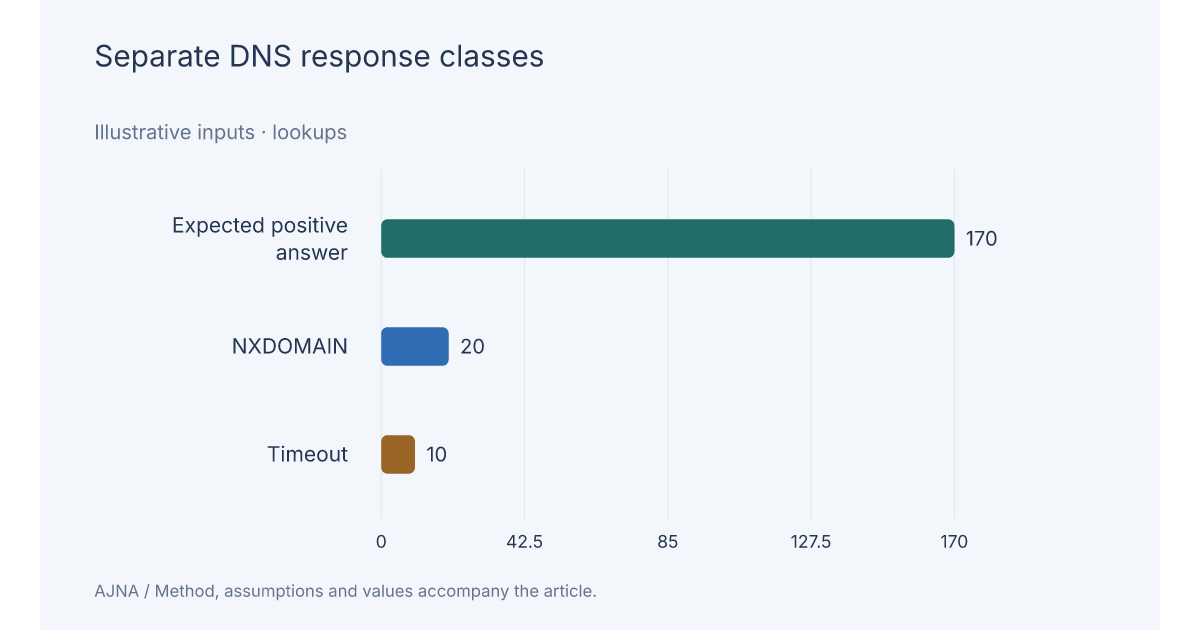 Separate DNS response classes
Illustrative inputs · lookups
Expected positive
answer
170
NXDOMAIN
20
Timeout
10
0
42.5
85
127.5
170
AJNA / Method, assumptions and values accompany the article.